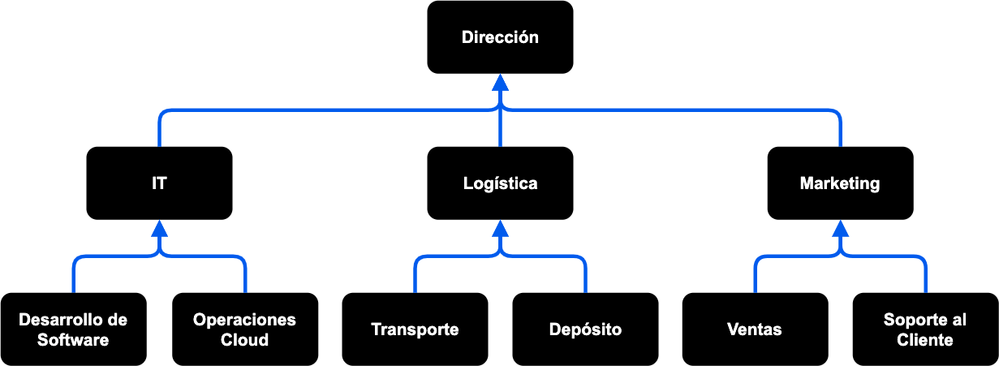 Dirección
IT
Logística
Marketing
Desarrollo de
Software
Operaciones
Cloud
Transporte
Depósito
Ventas
Soporte al
Cliente